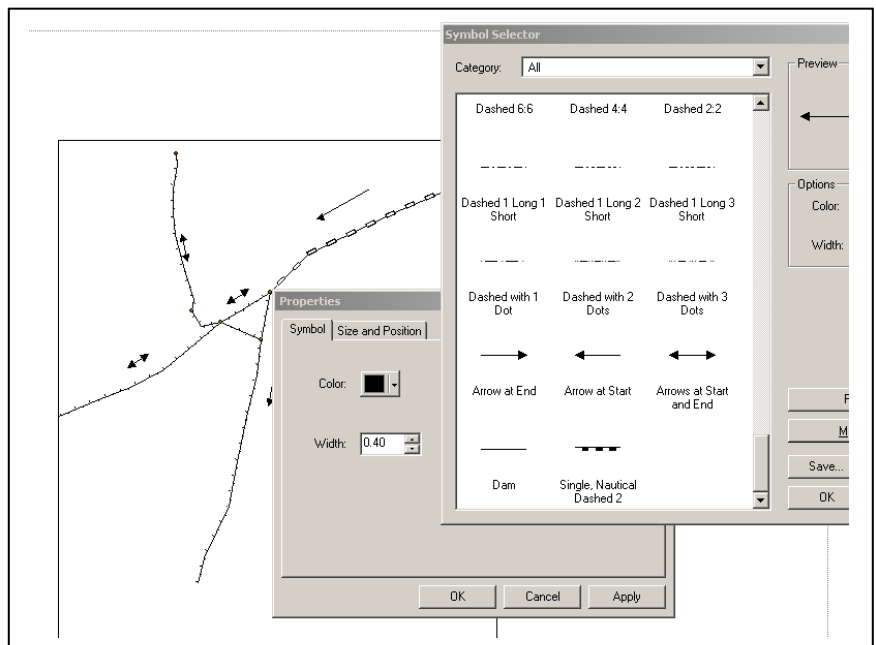 Symbol Selector
Category: All
Preview
Dashed 6:6 Dashed 4:4 Dashed 2:2
Dashed 1 Long 1 Short
Dashed 1 Long 2 Short
Dashed 1 Long 3 Short
Dashed with 1 Dot
Dashed with 2 Dots
Dashed with 3 Dots
Arrow at End
Arrow at Start
Arrows at Start and End
Dam
Single, Nautical Dashed 2
Options
Color:
Width:
M
Save...
OK
Properties
Symbol Size and Position
Color:
Width: 0.40
OK Cancel Apply